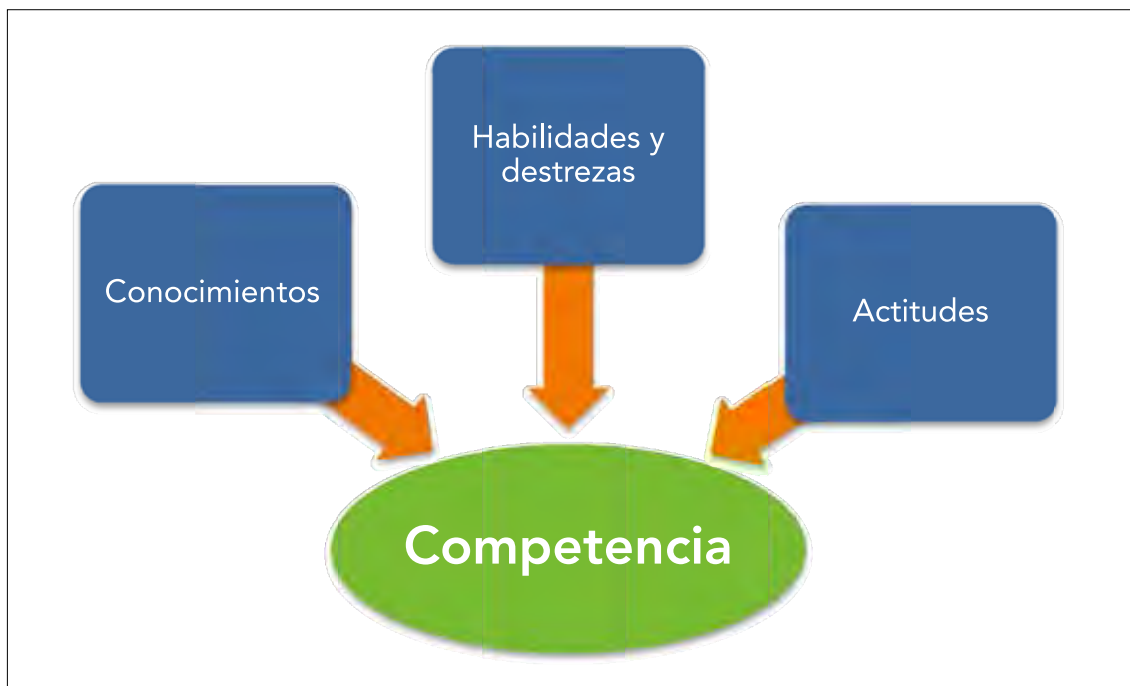 Habilidades y
destrezas
Conocimientos
Actitudes
Competencia